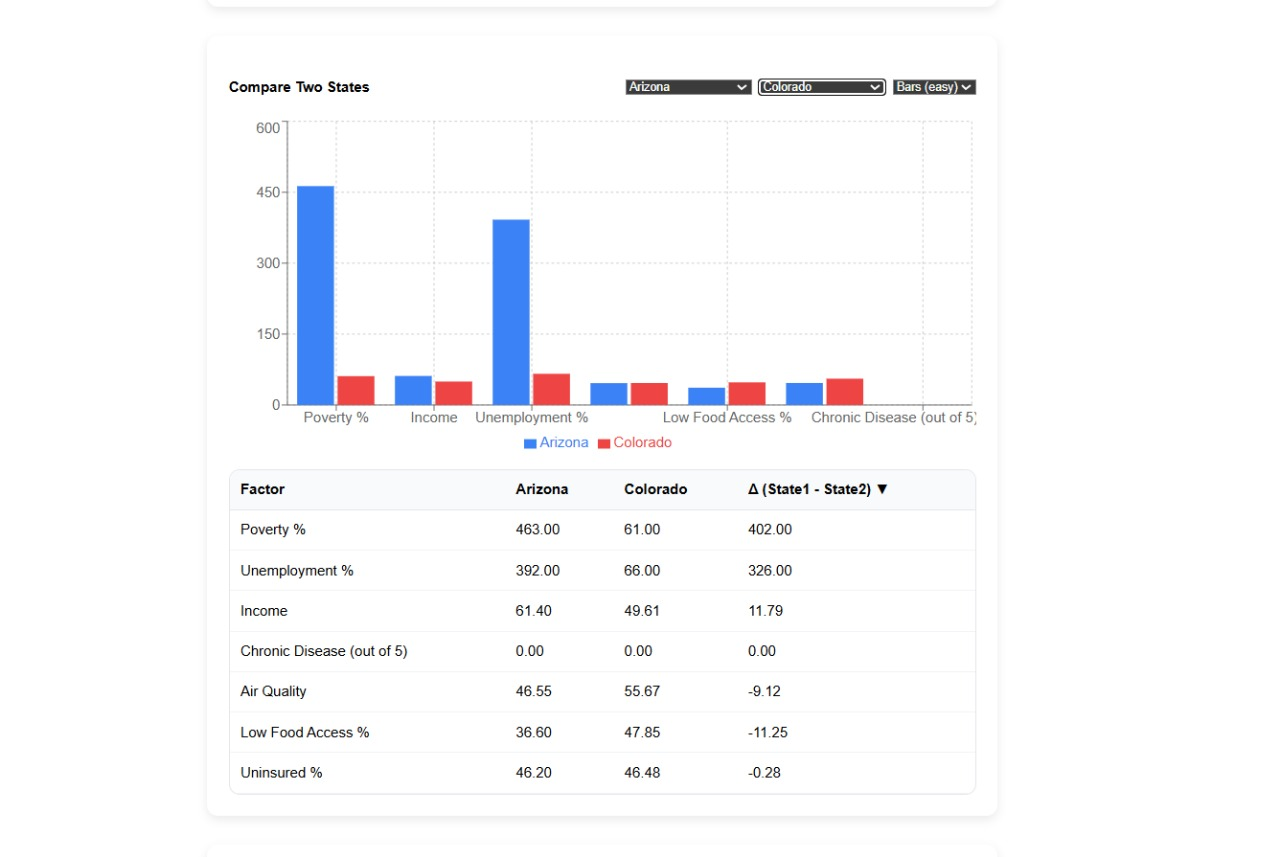 Compare Two States Arizona Colorado Bars (easy)
600
450
300
150
0
Poverty % Income Unemployment % Low Food Access % Chronic Disease (out of 5)
Arizona Colorado
Factor Arizona Colorado Δ (State1 - State2) ▼
Poverty % 463.00 61.00 402.00
Unemployment % 392.00 66.00 326.00
Income 61.40 49.61 11.79
Chronic Disease (out of 5) 0.00 0.00 0.00
Air Quality 46.55 55.67 -9.12
Low Food Access % 36.60 47.85 -11.25
Uninsured % 46.20 46.48 -0.28